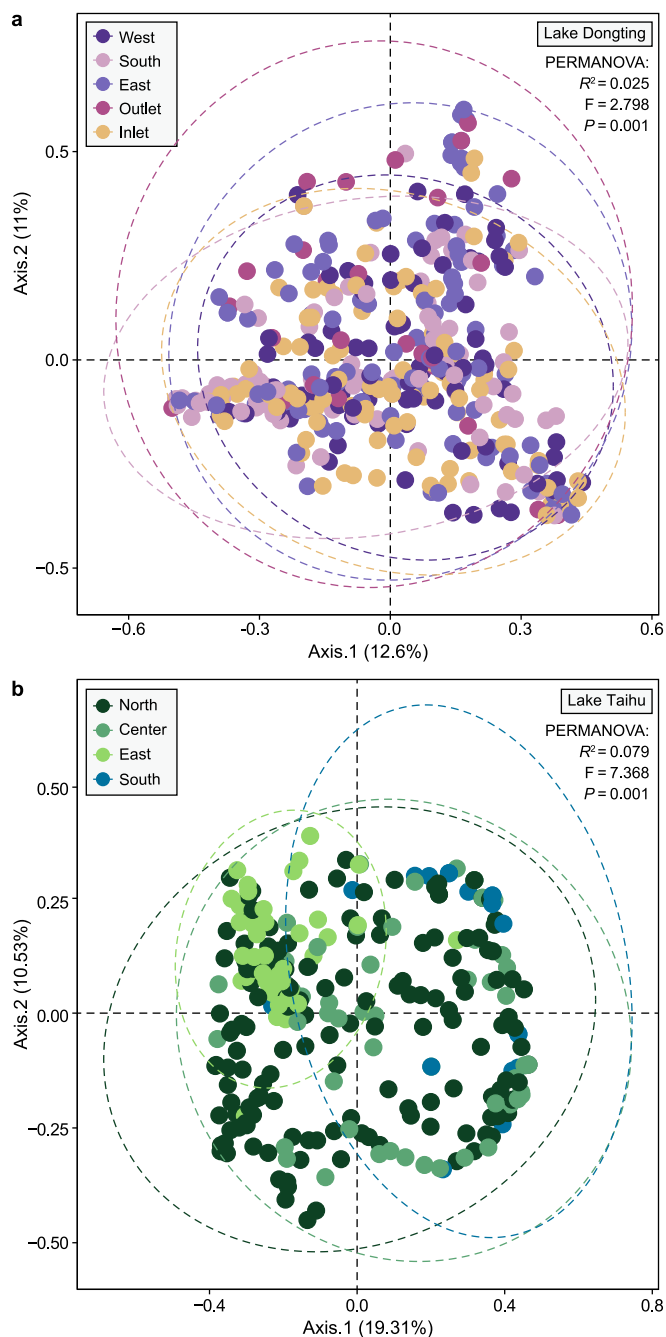 a
West
South
East
Outlet
Inlet
Lake Dongting
PERMANOVA:
R² = 0.025
F = 2.798
P = 0.001
Axis.2 (11%)
0.5
0.0
−0.5
−0.6
−0.3
0.0
0.3
0.6
Axis.1 (12.6%)
b
North
Center
East
South
Lake Taihu
PERMANOVA:
R² = 0.079
F = 7.368
P = 0.001
Axis.2 (10.53%)
0.50
0.25
0.00
−0.25
−0.50
−0.4
0.0
0.4
0.8
Axis.1 (19.31%)